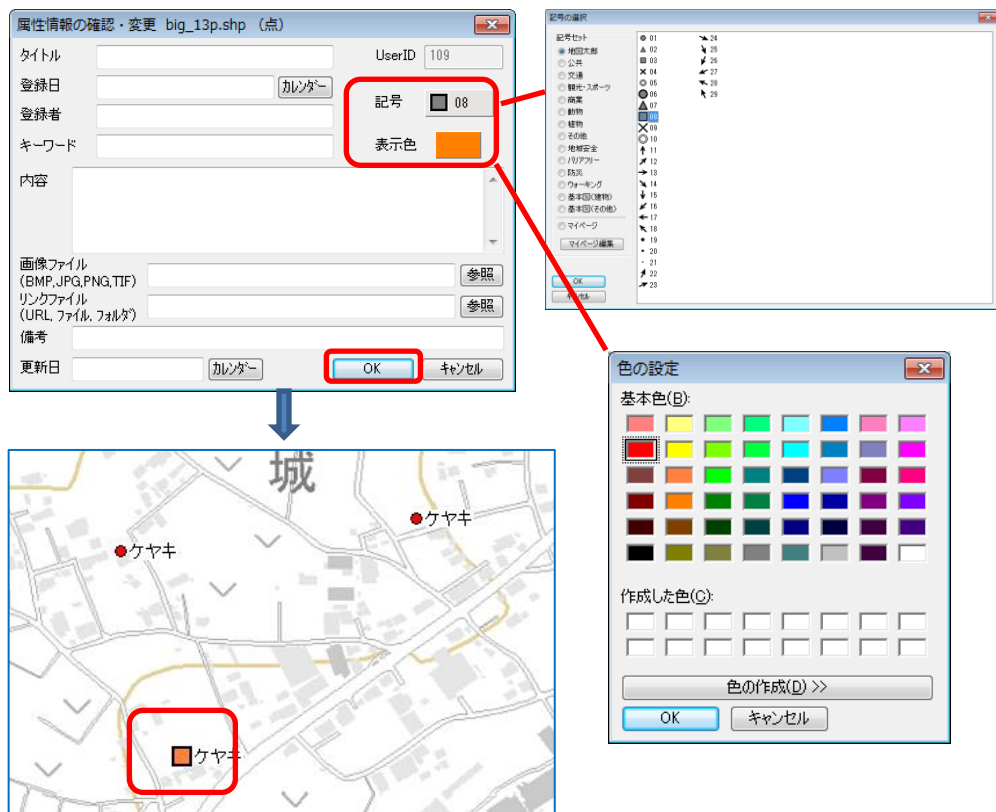 属性情報の確認・変更 big_13p.shp （点）
タイトル
UserID 109
登録日
カレンダー
登録者
記号 08
キーワード
表示色
内容
画像ファイル
(BMP,JPG,PNG,TIF)
参照
リンクファイル
(URL, ファイル, フォルダ)
参照
備考
更新日
カレンダー
OK
キャンセル
記号の選択
記号セット
地図太郎
公共
交通
観光・スポーツ
商業
動物
植物
その他
地域安全
バリアフリー
防災
ウォーキング
基本図(建物)
基本図(その他)
マイページ
マイページ編集
OK
キャンセル
01
02
03
04
05
06
07
08
09
10
11
12
13
14
15
16
17
18
19
20
21
22
23
24
25
26
27
28
29
城
ケヤキ
ケヤキ
ケヤキ
色の設定
基本色(B):
作成した色(C):
色の作成(D) >>
OK
キャンセル